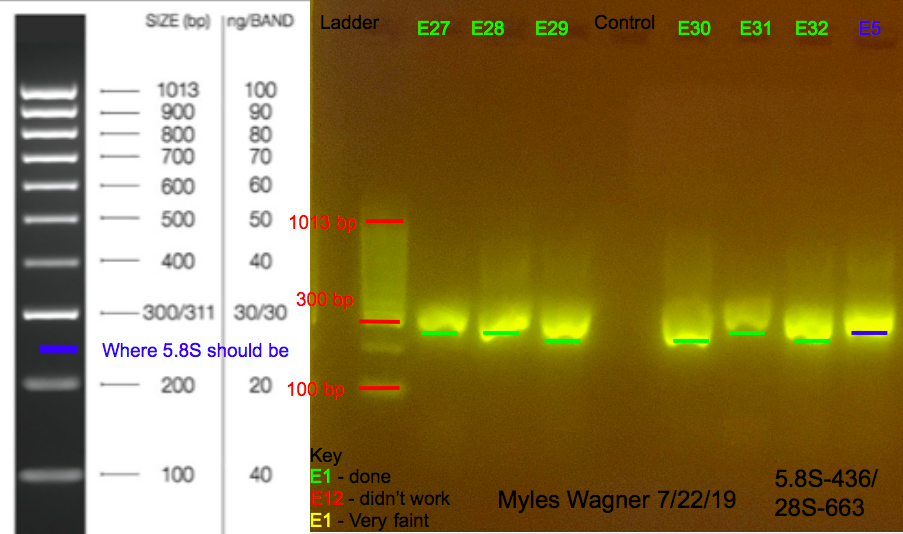 SIZE (bp) ng/BAND
1013 100
900 90
800 80
700 70
600 60
500 50
400 40
300/311 30/30
Where 5.8S should be
200 20
100 40
Ladder E27 E28 E29 Control E30 E31 E32 E5
1013 bp
300 bp
100 bp
Key
E1 - done
E12 - didn't work
E1 - Very faint
Myles Wagner 7/22/19
5.8S-436/
28S-663